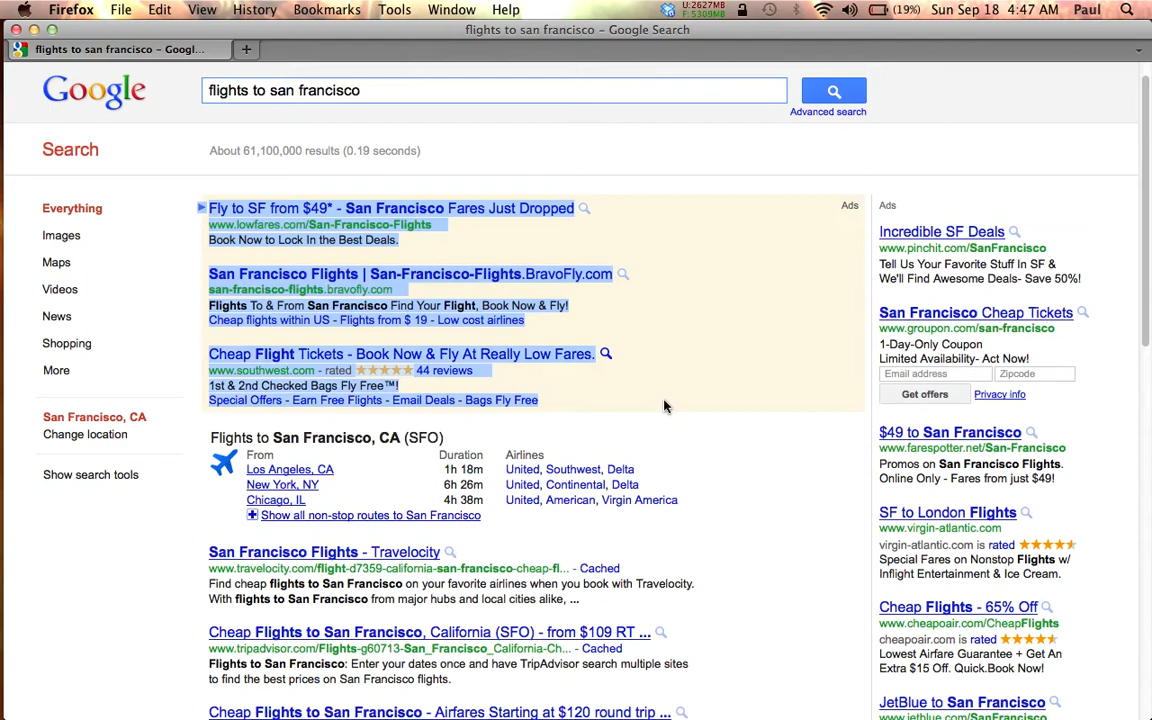 Firefox File Edit View History Bookmarks Tools Window Help U:2627MB F:5309MB (19%) Sun Sep 18 4:47 AM Paul
flights to san francisco – Google Search
flights to san francisco – Googl... +
Google
flights to san francisco
Advanced search
Search
About 61,100,000 results (0.19 seconds)
Everything
Images
Maps
Videos
News
Shopping
More
San Francisco, CA
Change location
Show search tools
Ads
Fly to SF from $49* - San Francisco Fares Just Dropped
www.lowfares.com/San-Francisco-Flights
Book Now to Lock In the Best Deals.
San Francisco Flights | San-Francisco-Flights.BravoFly.com
san-francisco-flights.bravofly.com
Flights To & From San Francisco Find Your Flight, Book Now & Fly!
Cheap flights within US - Flights from $ 19 - Low cost airlines
Cheap Flight Tickets - Book Now & Fly At Really Low Fares.
www.southwest.com - rated ★★★★★ 44 reviews
1st & 2nd Checked Bags Fly Free™!
Special Offers - Earn Free Flights - Email Deals - Bags Fly Free
Flights to San Francisco, CA (SFO)
From Duration Airlines
Los Angeles, CA 1h 18m United, Southwest, Delta
New York, NY 6h 26m United, Continental, Delta
Chicago, IL 4h 38m United, American, Virgin America
Show all non-stop routes to San Francisco
San Francisco Flights - Travelocity
www.travelocity.com/flight-d7359-california-san-francisco-cheap-fl... - Cached
Find cheap flights to San Francisco on your favorite airlines when you book with Travelocity.
With flights to San Francisco from major hubs and local cities alike, ...
Cheap Flights to San Francisco, California (SFO) - from $109 RT ...
www.tripadvisor.com/Flights-g60713-San_Francisco_California-Ch... - Cached
Flights to San Francisco: Enter your dates once and have TripAdvisor search multiple sites
to find the best prices on San Francisco flights.
Cheap Flights to San Francisco - Airfares Starting at $120 round trip ...
Ads
Incredible SF Deals
www.pinchit.com/SanFrancisco
Tell Us Your Favorite Stuff In SF &
We'll Find Awesome Deals- Save 50%!
San Francisco Cheap Tickets
www.groupon.com/san-francisco
1-Day-Only Coupon
Limited Availability- Act Now!
Email address Zipcode
Get offers Privacy info
$49 to San Francisco
www.farespotter.net/San-Francisco
Promos on San Francisco Flights.
Online Only - Fares from just $49!
SF to London Flights
www.virgin-atlantic.com
virgin-atlantic.com is rated ★★★★★
Special Fares on Nonstop Flights w/
Inflight Entertainment & Ice Cream.
Cheap Flights - 65% Off
www.cheapoair.com/CheapFlights
cheapoair.com is rated ★★★★★
Lowest Airfare Guarantee + Get An
Extra $15 Off. Quick.Book Now!
JetBlue to San Francisco
www.jetblue.com/San-Francisco